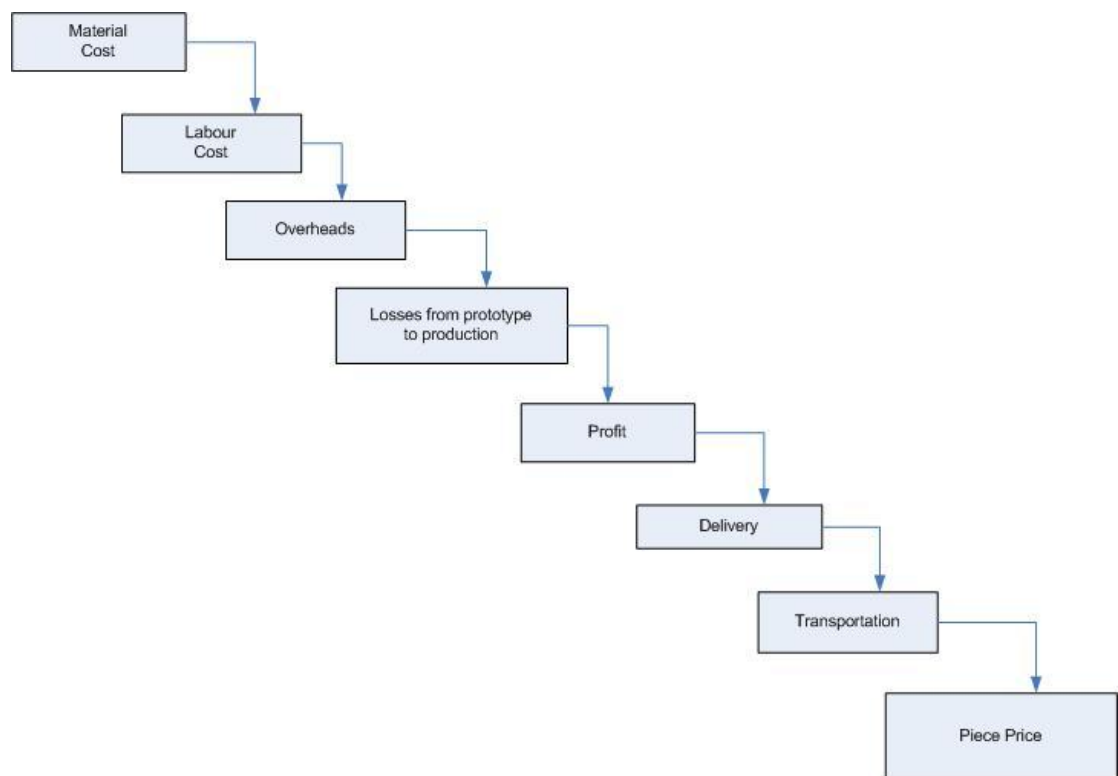 Material
Cost
Labour
Cost
Overheads
Losses from prototype
to production
Profit
Delivery
Transportation
Piece Price